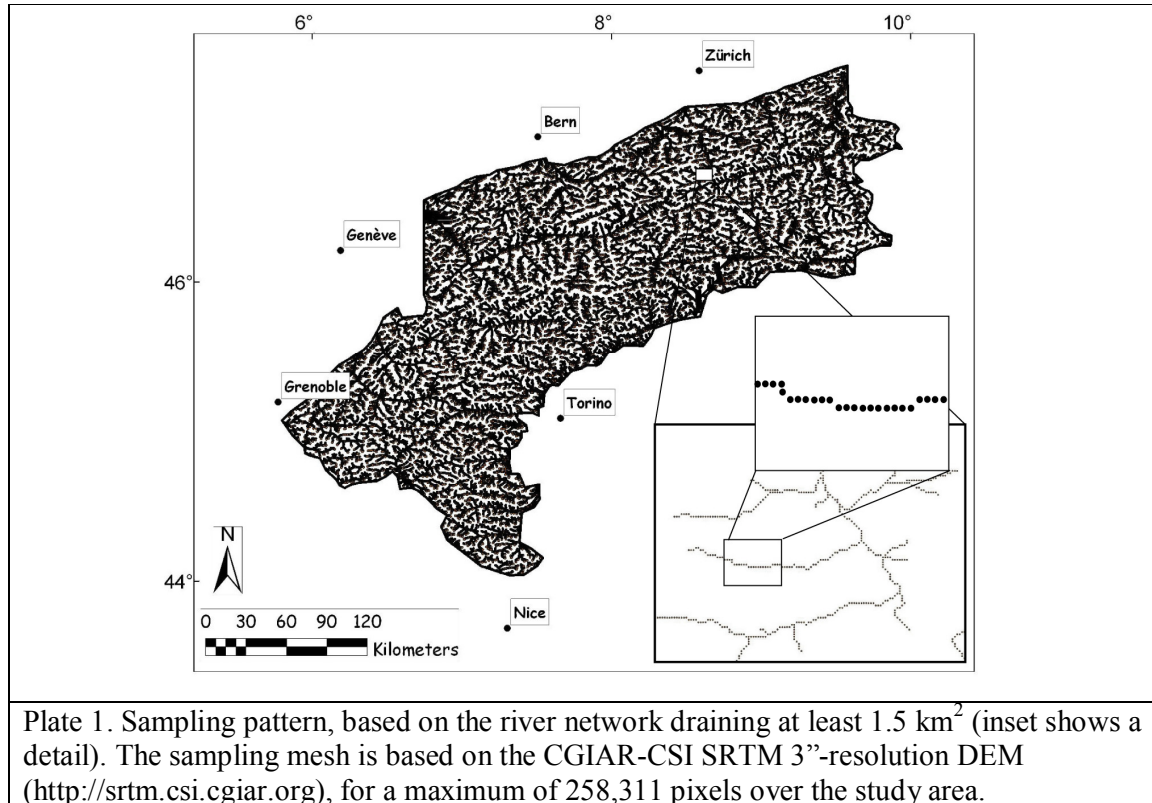 6° 8° 10°
Zürich
Bern
Genève
46°
Grenoble
Torino
N
44°
Nice
0 30 60 90 120
Kilometers
Plate 1. Sampling pattern, based on the river network draining at least 1.5 km² (inset shows a
detail). The sampling mesh is based on the CGIAR-CSI SRTM 3”-resolution DEM
(http://srtm.csi.cgiar.org), for a maximum of 258,311 pixels over the study area.